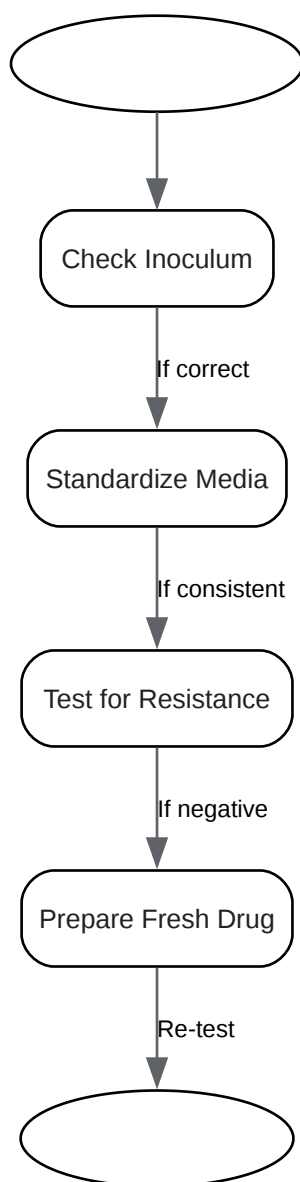 Check Inoculum
If correct
Standardize Media
If consistent
Test for Resistance
If negative
Prepare Fresh Drug
Re-test